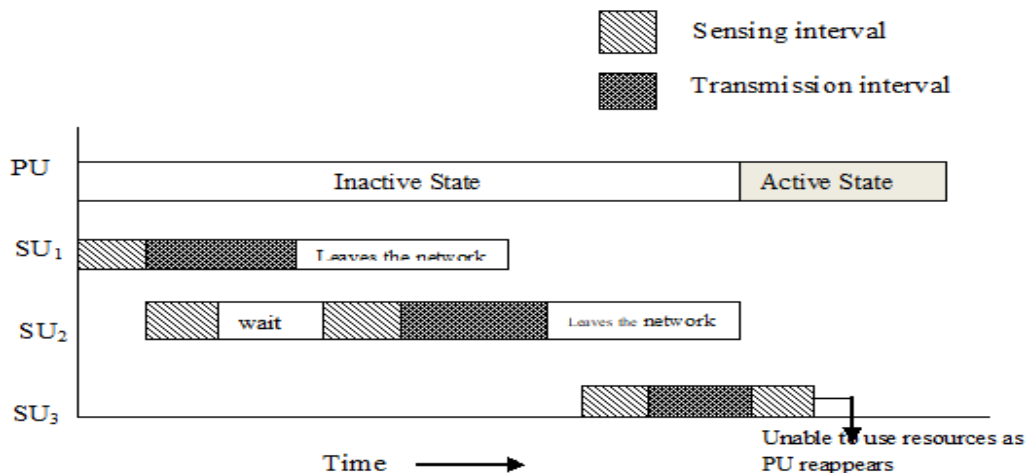 Sensing interval
Transmission interval
PU
Inactive State
Active State
SU1
Leaves the network
SU2
wait
Leaves the network
SU3
Unable to use resources as
PU reappears
Time